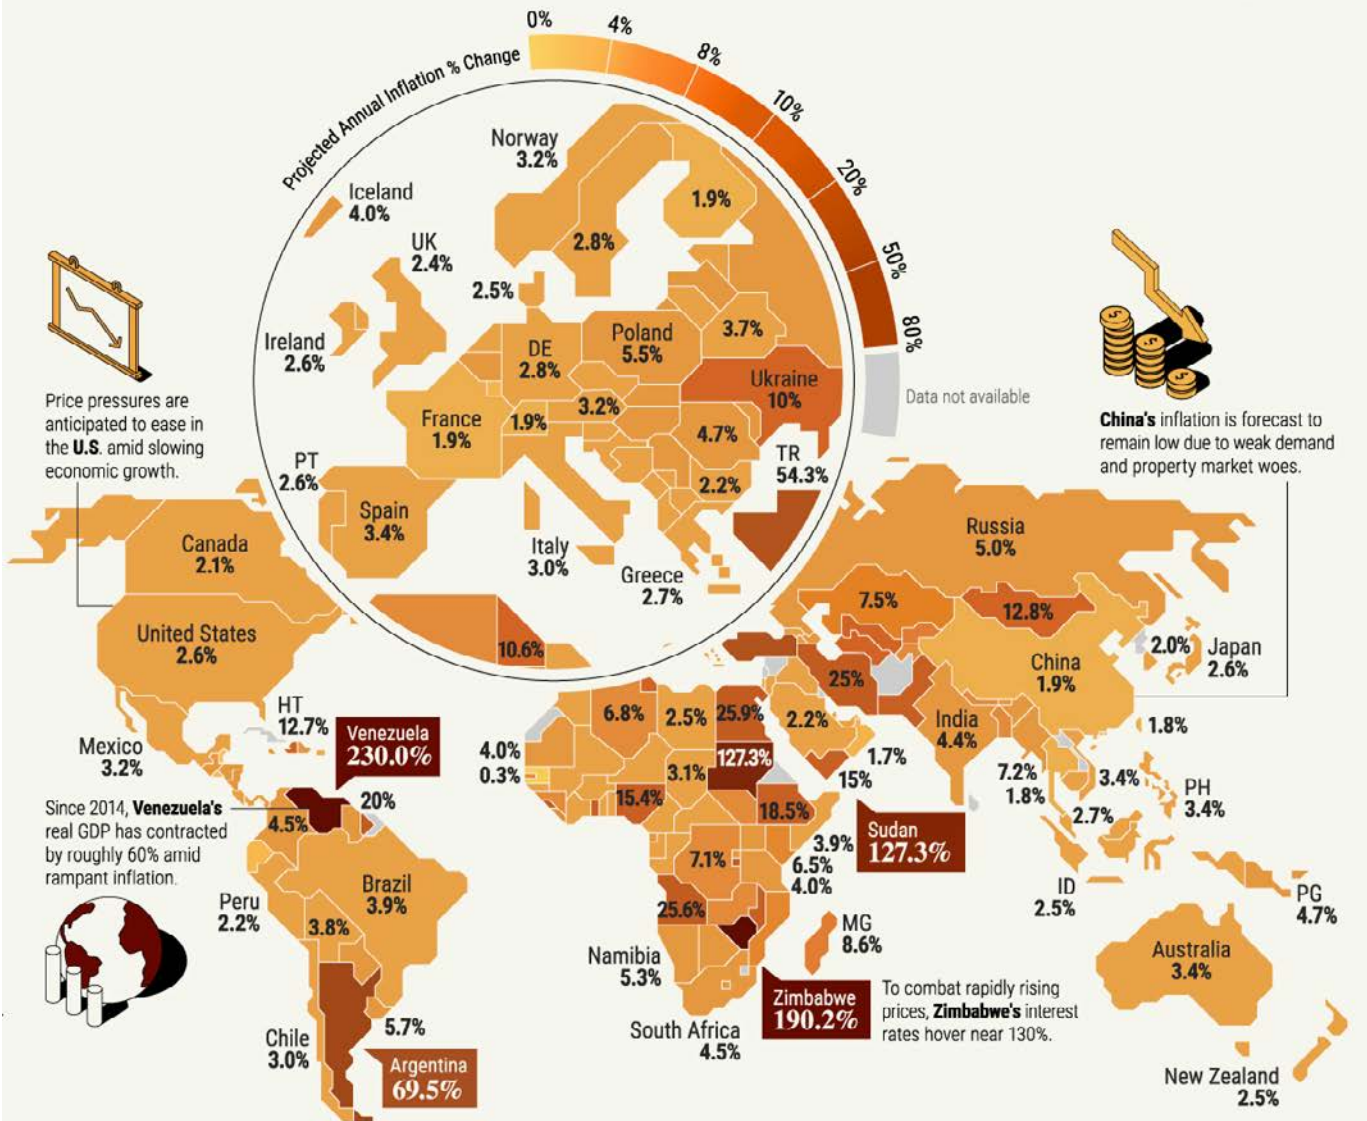 0%
4%
8%
10%
20%
50%
80%
Projected Annual Inflation % Change
Data not available
Norway
3.2%
Iceland
4.0%
1.9%
UK
2.4%
2.8%
2.5%
Ireland
2.6%
DE
2.8%
Poland
5.5%
3.7%
Ukraine
10%
France
1.9%
1.9%
3.2%
4.7%
TR
54.3%
PT
2.6%
2.2%
Spain
3.4%
Italy
3.0%
Greece
2.7%
10.6%
Price pressures are
anticipated to ease in
the U.S. amid slowing
economic growth.
China's inflation is forecast to
remain low due to weak demand
and property market woes.
Canada
2.1%
United States
2.6%
HT
12.7%
Mexico
3.2%
Venezuela
230.0%
Since 2014, Venezuela's
real GDP has contracted
by roughly 60% amid
rampant inflation.
20%
4.5%
Brazil
3.9%
Peru
2.2%
3.8%
5.7%
Chile
3.0%
Argentina
69.5%
Russia
5.0%
7.5%
12.8%
2.0%
Japan
2.6%
China
1.9%
25%
6.8%
2.5%
25.9%
2.2%
India
4.4%
1.8%
4.0%
0.3%
127.3%
3.1%
1.7%
15%
7.2%
1.8%
3.4%
PH
3.4%
15.4%
18.5%
2.7%
Sudan
127.3%
3.9%
6.5%
4.0%
7.1%
ID
2.5%
PG
4.7%
25.6%
MG
8.6%
Namibia
5.3%
Australia
3.4%
Zimbabwe
190.2%
To combat rapidly rising
prices, Zimbabwe's interest
rates hover near 130%.
South Africa
4.5%
New Zealand
2.5%